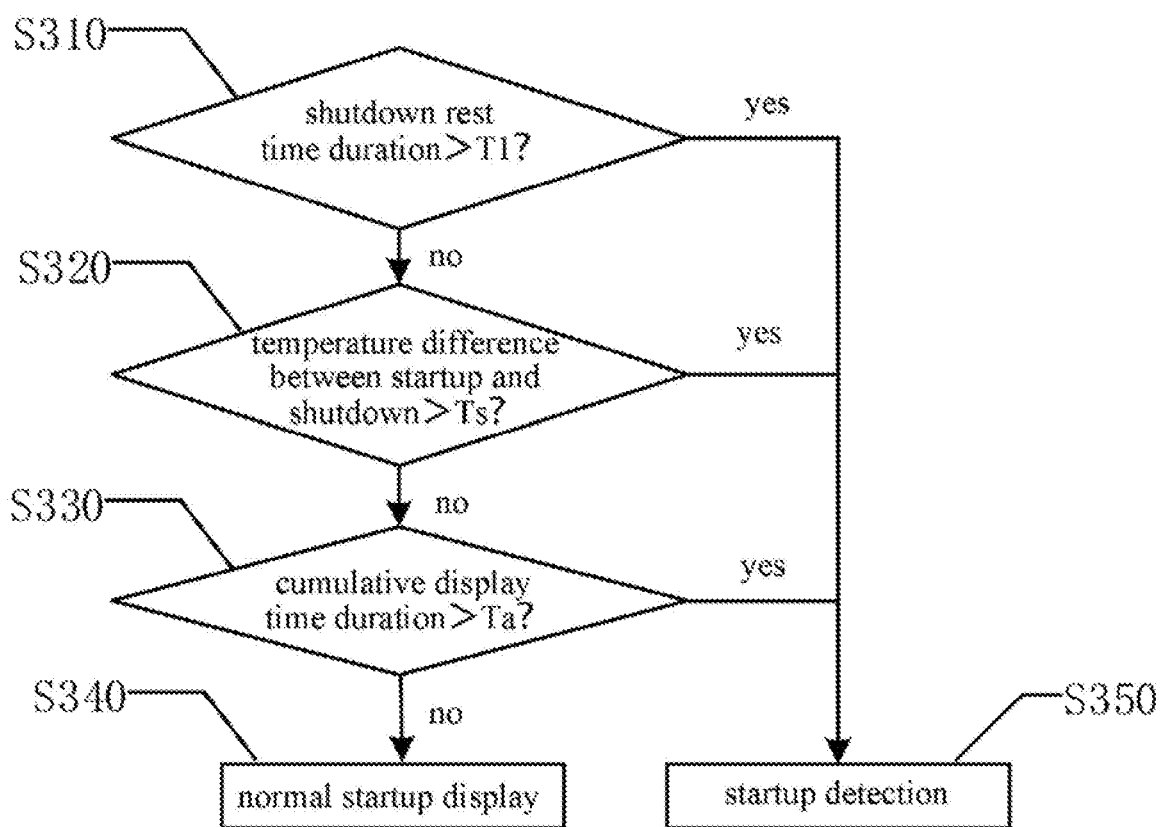 S310
shutdown rest
time duration＞T1?
yes
no
S320
temperature difference
between startup and
shutdown＞Ts?
yes
no
S330
cumulative display
time duration＞Ta?
yes
no
S340
normal startup display
S350
startup detection